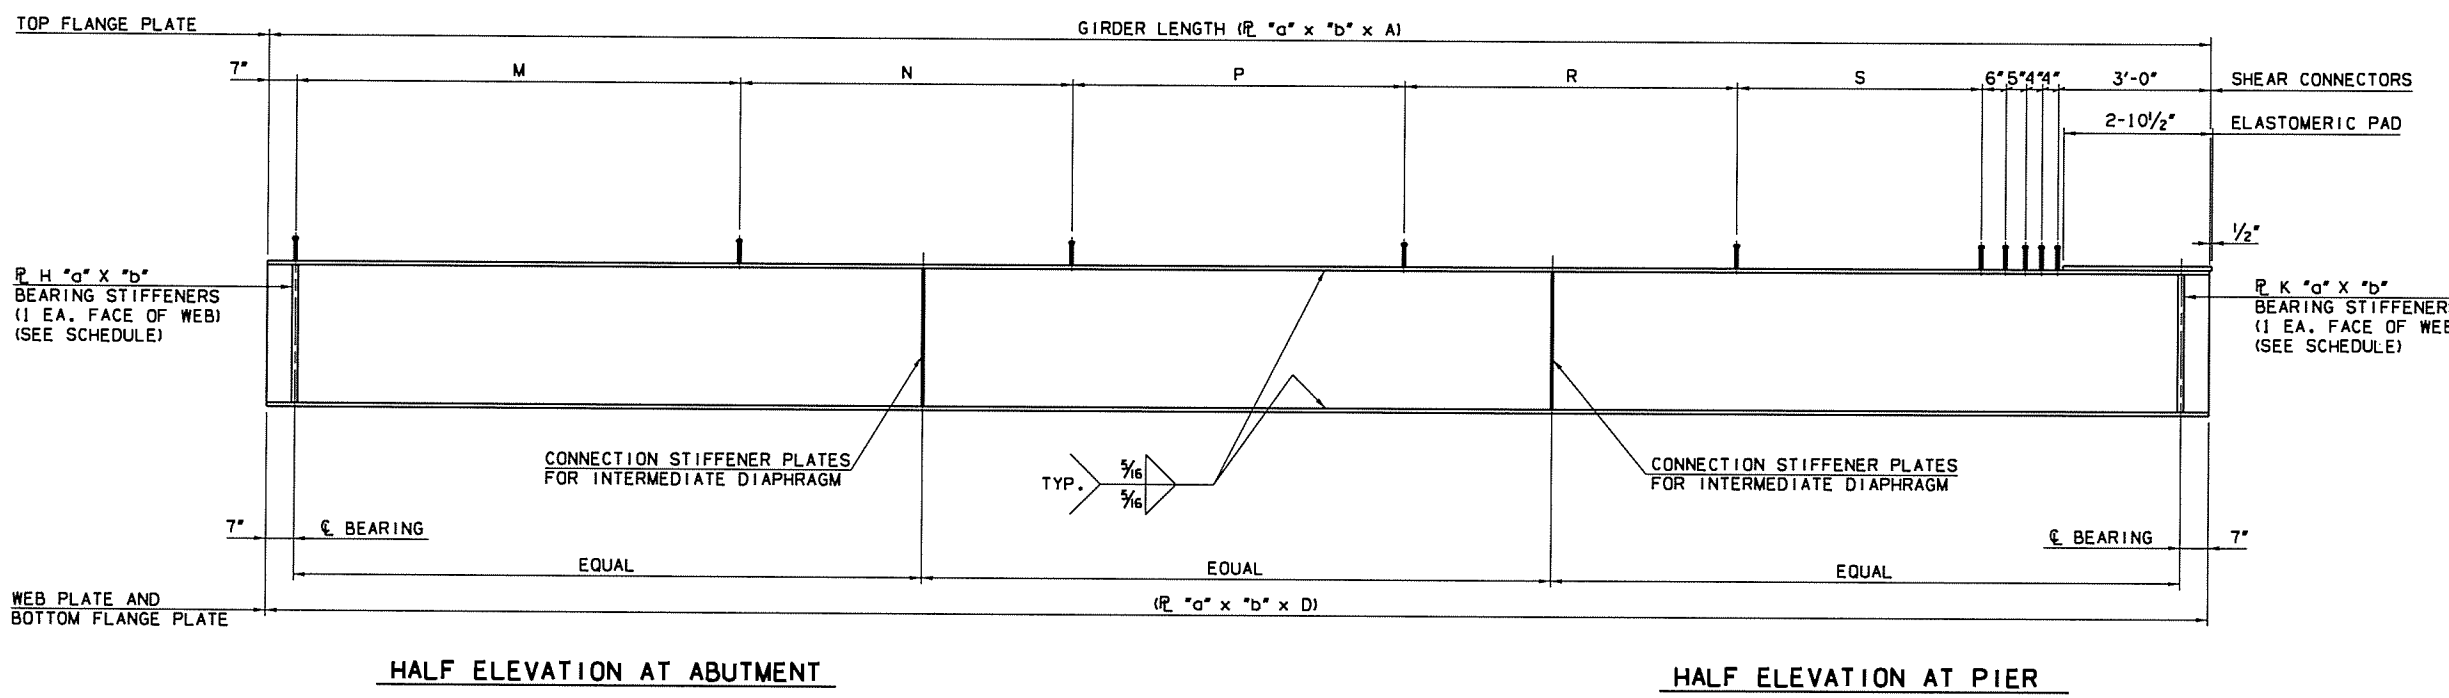 TOP FLANGE PLATE
GIRDER LENGTH (℄ "a" x "b" x A)
7" M N P R S 6" 5" 4" 4" 3'-0" SHEAR CONNECTORS
2-10½" ELASTOMERIC PAD
½"
PL H "a" X "b"
BEARING STIFFENERS
(1 EA. FACE OF WEB)
(SEE SCHEDULE)
PL K "a" X "b"
BEARING STIFFENER
(1 EA. FACE OF WEB
(SEE SCHEDULE)
CONNECTION STIFFENER PLATES
FOR INTERMEDIATE DIAPHRAGM
TYP. 5/16
5/16
CONNECTION STIFFENER PLATES
FOR INTERMEDIATE DIAPHRAGM
7" ℄ BEARING
℄ BEARING 7"
EQUAL EQUAL EQUAL
WEB PLATE AND
BOTTOM FLANGE PLATE
(PL "a" x "b" x D)
HALF ELEVATION AT ABUTMENT
HALF ELEVATION AT PIER